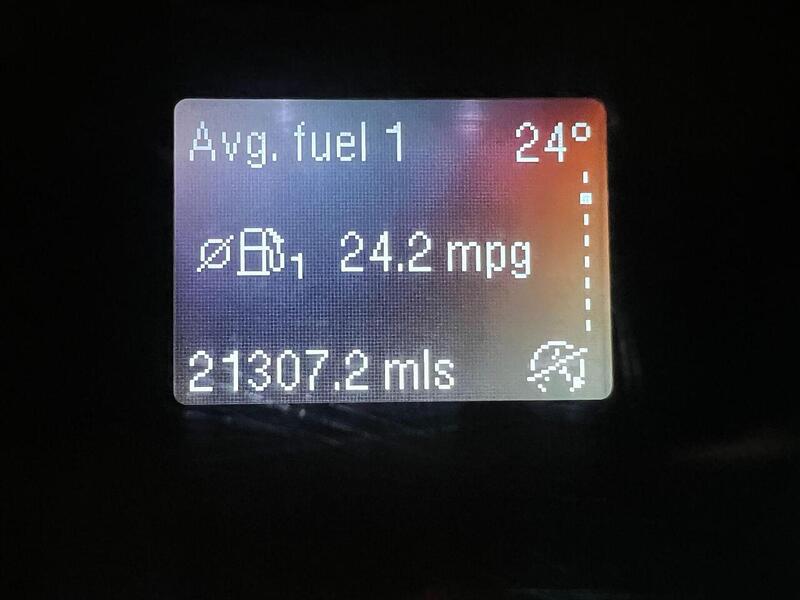 Avg. fuel 1 24°
Ø 1 24.2 mpg
21307.2 mls